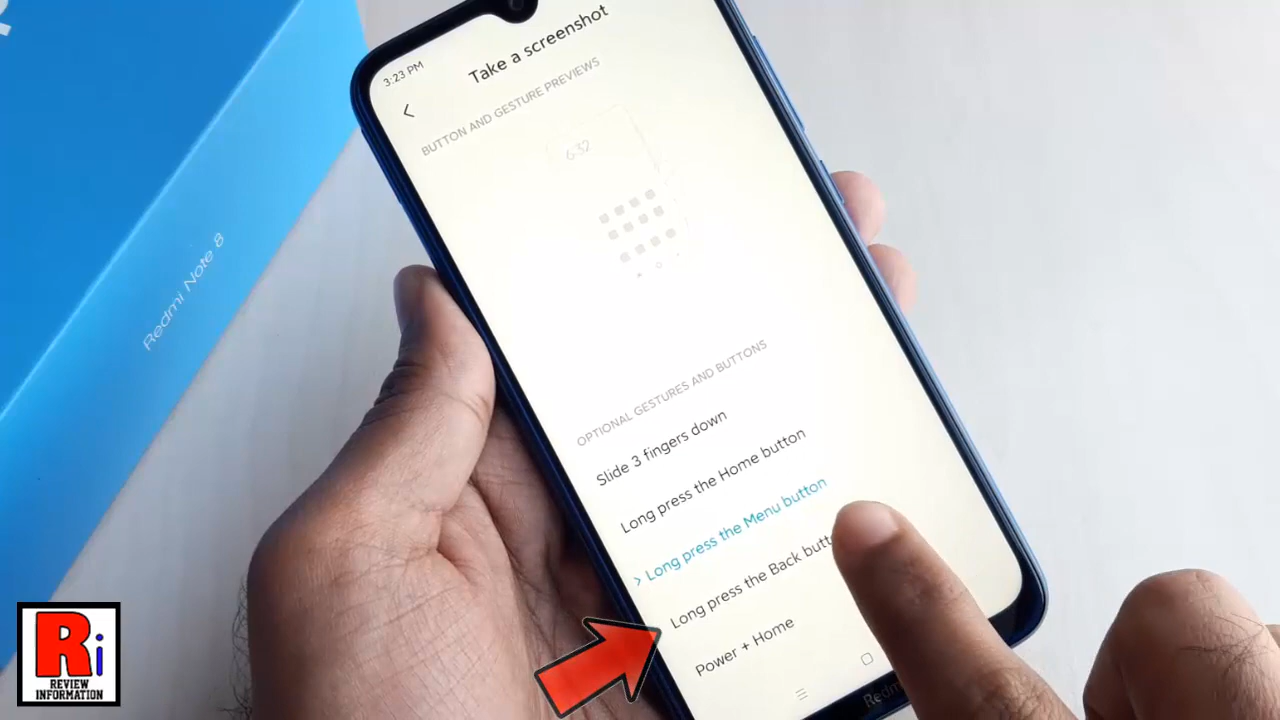 Redmi Note 8
3:23 PM
Take a screenshot
BUTTON AND GESTURE PREVIEWS
6:32
OPTIONAL GESTURES AND BUTTONS
Slide 3 fingers down
Long press the Home button
Long press the Menu button
Long press the Back
Power + Home
Redmi
Ri
REVIEW
INFORMATION